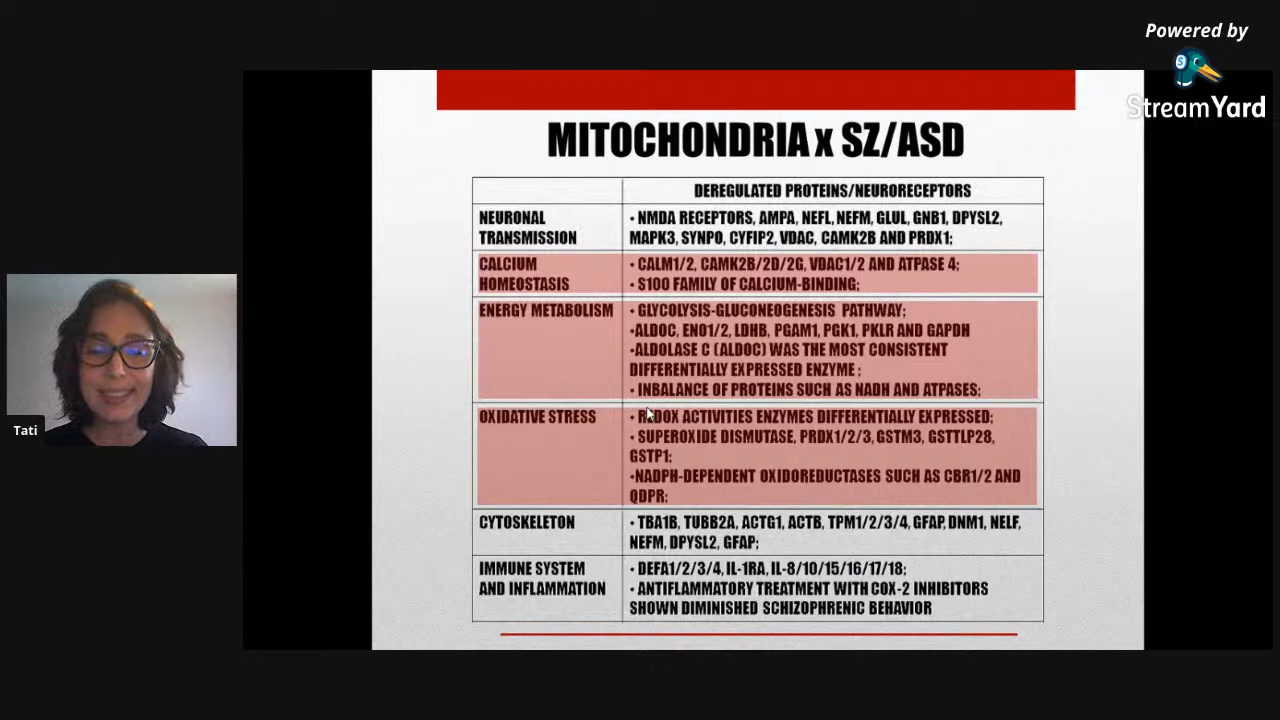 Powered by
StreamYard
MITOCHONDRIA x SZ/ASD
DEREGULATED PROTEINS/NEURORECEPTORS
NEURONAL
TRANSMISSION
• NMDA RECEPTORS, AMPA, NEFL, NEFM, GLUL, GNB1, DPYSL2,
MAPK3, SYNPO, CYFIP2, VDAC, CAMK2B AND PRDX1;
CALCIUM
HOMEOSTASIS
• CALM1/2, CAMK2B/2D/2G, VDAC1/2 AND ATPASE 4;
• S100 FAMILY OF CALCIUM-BINDING;
ENERGY METABOLISM
• GLYCOLYSIS-GLUCONEOGENESIS PATHWAY;
•ALDOC, ENO1/2, LDHB, PGAM1, PGK1, PKLR AND GAPDH
•ALDOLASE C (ALDOC) WAS THE MOST CONSISTENT
DIFFERENTIALLY EXPRESSED ENZYME ;
• INBALANCE OF PROTEINS SUCH AS NADH AND ATPASES;
OXIDATIVE STRESS
• REDOX ACTIVITIES ENZYMES DIFFERENTIALLY EXPRESSED;
• SUPEROXIDE DISMUTASE, PRDX1/2/3, GSTM3, GSTTLP28,
GSTP1;
•NADPH-DEPENDENT OXIDOREDUCTASES SUCH AS CBR1/2 AND
QDPR;
CYTOSKELETON
• TBA1B, TUBB2A, ACTG1, ACTB, TPM1/2/3/4, GFAP, DNM1, NELF,
NEFM, DPYSL2, GFAP;
IMMUNE SYSTEM
AND INFLAMMATION
• DEFA1/2/3/4, IL-1RA, IL-8/10/15/16/17/18;
• ANTIFLAMMATORY TREATMENT WITH COX-2 INHIBITORS
SHOWN DIMINISHED SCHIZOPHRENIC BEHAVIOR
Tati